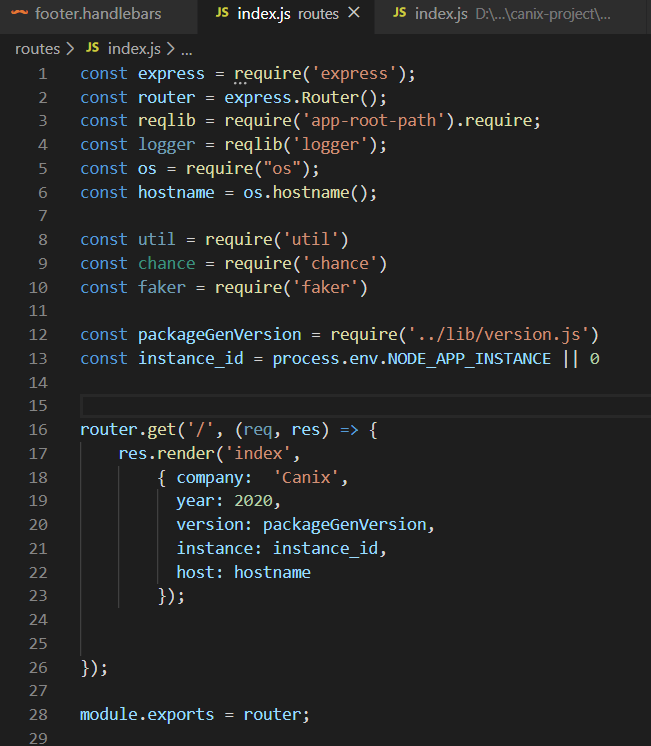 footer.handlebars
JS index.js routes ×
JS index.js D:\...\canix-project\...
routes > JS index.js > ...
1 const express = require('express');
2 const router = express.Router();
3 const reqlib = require('app-root-path').require;
4 const logger = reqlib('logger');
5 const os = require("os");
6 const hostname = os.hostname();
7
8 const util = require('util')
9 const chance = require('chance')
10 const faker = require('faker')
11
12 const packageGenVersion = require('../lib/version.js')
13 const instance_id = process.env.NODE_APP_INSTANCE || 0
14
15
16 router.get('/', (req, res) => {
17     res.render('index',
18         { company:  'Canix',
19           year: 2020,
20           version: packageGenVersion,
21           instance: instance_id,
22           host: hostname
23         });
24
25
26 });
27
28 module.exports = router;
29